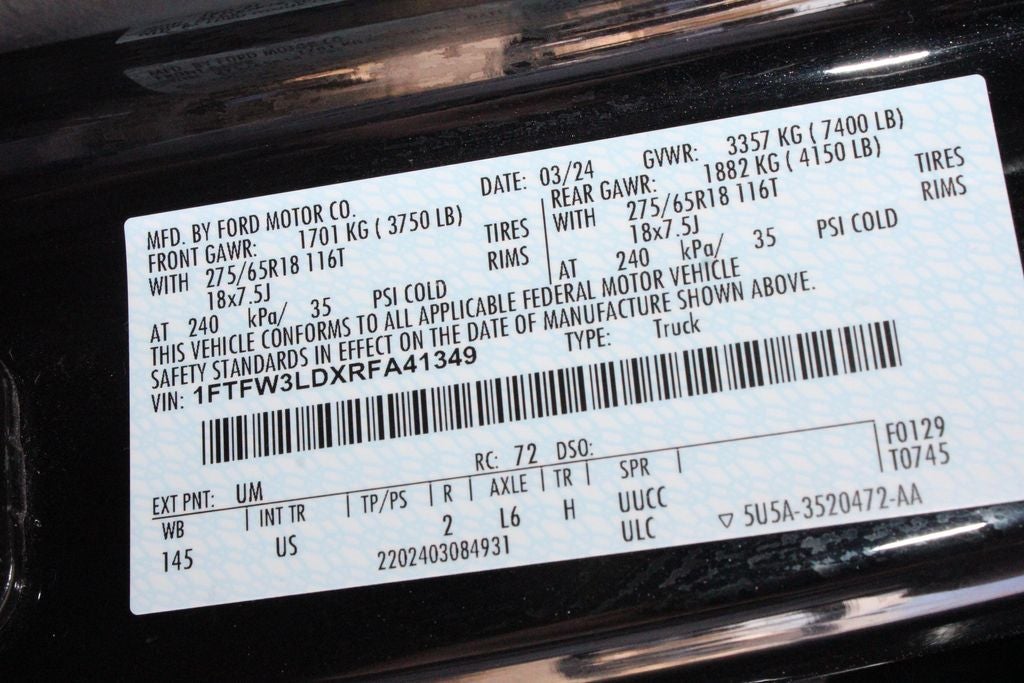 MFD. BY FORD MOTOR CO. DATE: 03/24 GVWR: 3357 KG ( 7400 LB)
FRONT GAWR: 1701 KG ( 3750 LB) REAR GAWR: 1882 KG ( 4150 LB)
WITH 275/65R18 116T TIRES WITH 275/65R18 116T TIRES
18x7.5J RIMS 18x7.5J RIMS
AT 240 kPa/ 35 PSI COLD AT 240 kPa/ 35 PSI COLD
THIS VEHICLE CONFORMS TO ALL APPLICABLE FEDERAL MOTOR VEHICLE
SAFETY STANDARDS IN EFFECT ON THE DATE OF MANUFACTURE SHOWN ABOVE.
VIN: 1FTFW3LDXRFA41349 TYPE: Truck
F0129
EXT PNT: UM RC: 72 DSO: T0745
WB INT TR TP/PS R AXLE TR SPR
145 US 2 L6 H UUCC
2202403084931 ULC ▽ 5U5A-3520472-AA